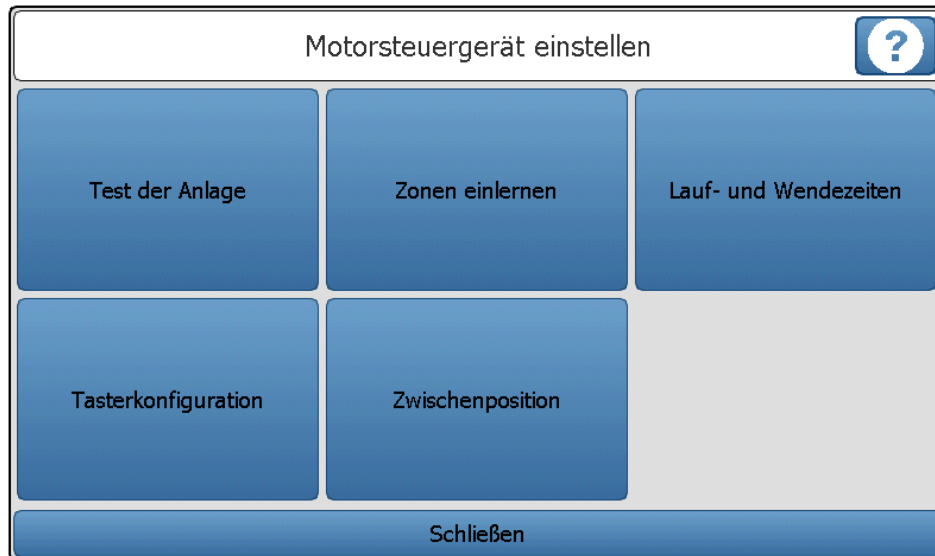 Motorsteuergerät einstellen
?
Test der Anlage
Zonen einlernen
Lauf- und Wendezeiten
Tasterkonfiguration
Zwischenposition
Schließen